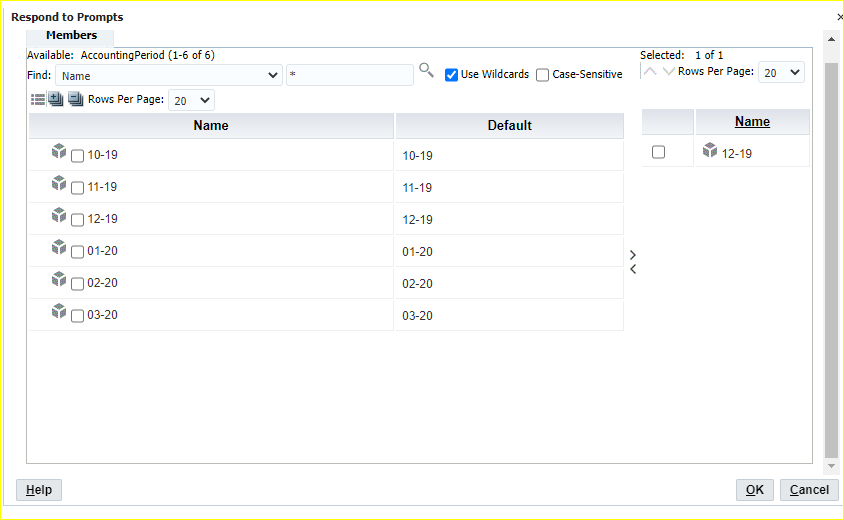 Respond to Prompts
Members
Available: AccountingPeriod (1-6 of 6)
Find: Name * Use Wildcards Case-Sensitive
Rows Per Page: 20
Name Default
10-19 10-19
11-19 11-19
12-19 12-19
01-20 01-20
02-20 02-20
03-20 03-20
Selected: 1 of 1
Rows Per Page: 20
Name
12-19
Help OK Cancel